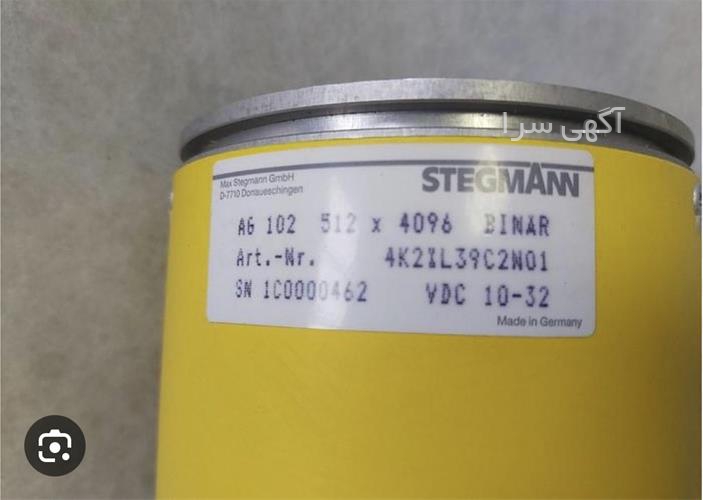 آگهی سرا
Max Stegmann GmbH
D-7710 Donaueschingen
STEGMANN
AG 102 512 x 4096 BINAR
Art.-Nr. 4K2IL39C2N01
SN 1C0000462 VDC 10-32
Made in Germany